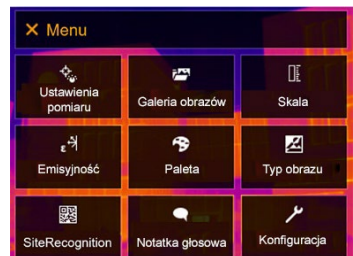 Menu
Ustawienia
pomiaru
Galeria obrazów
Skala
Emisyjność
Paleta
Typ obrazu
SiteRecognition
Notatka głosowa
Konfiguracja